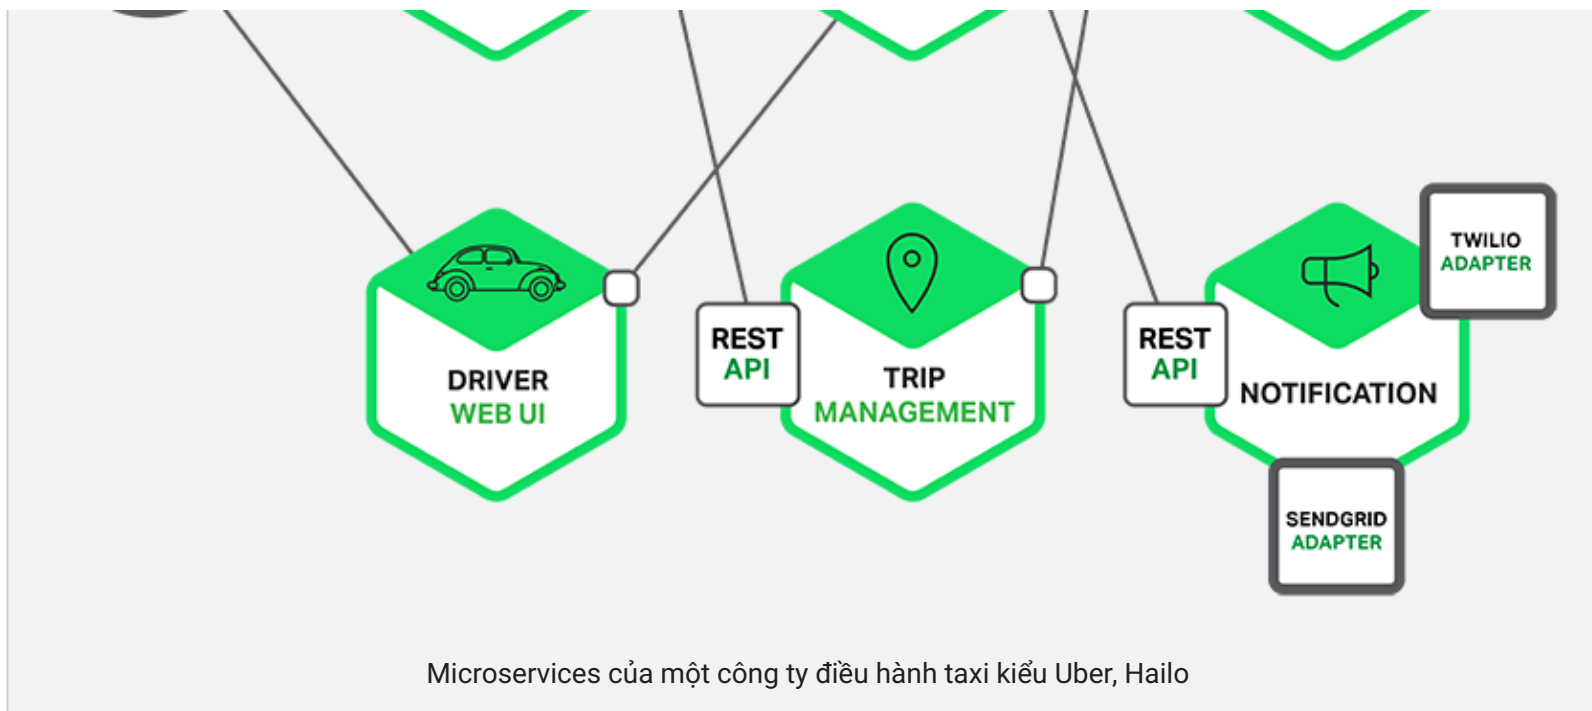 TWILIO
ADAPTER
REST
API
REST
API
DRIVER
WEB UI
TRIP
MANAGEMENT
NOTIFICATION
SENDGRID
ADAPTER
Microservices của một công ty điều hành taxi kiểu Uber, Hailo